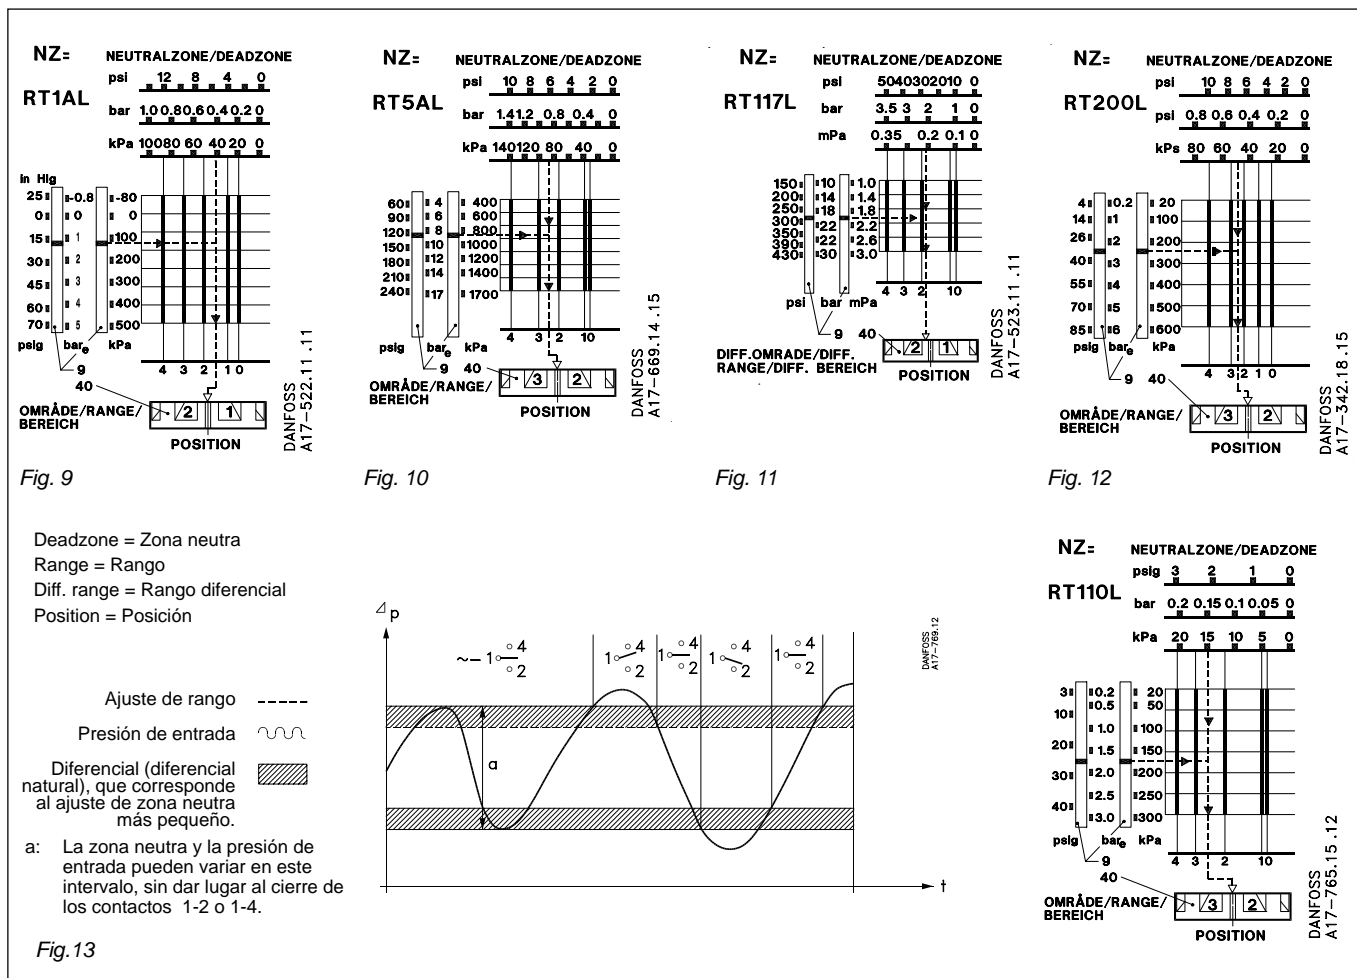 NZ= NEUTRALZONE/DEADZONE
RT1AL
psi 12 8 4 0
bar 1.0 0.8 0.6 0.4 0.2 0
kPa 100 80 60 40 20 0
in Hlg
25 -0.8 -80
0 0 0
15 1 100
30 2 200
45 3 300
60 4 400
70 5 500
psig bare kPa
4 3 2 1 0
9
40
OMRÅDE/RANGE/
BEREICH
2 1
POSITION
DANFOSS
A17-522.11.11
Fig. 9
NZ= NEUTRALZONE/DEADZONE
RT5AL
psi 10 8 6 4 2 0
bar 1.4 1.2 0.8 0.4 0
kPa 140 120 80 40 0
60 4 400
90 6 600
120 8 800
150 10 1000
180 12 1200
210 14 1400
240 17 1700
psig bare kPa
4 3 2 10
9 40
OMRÅDE/RANGE/
BEREICH
3 2
POSITION
DANFOSS
A17-669.14.15
Fig. 10
NZ= NEUTRALZONE/DEADZONE
RT117L
psi 50 40 30 20 10 0
bar 3.5 3 2 1 0
mPa 0.35 0.2 0.1 0
150 10 1.0
200 14 1.4
250 18 1.8
300 22 2.2
350 22 2.6
390
430 30 3.0
psi bar mPa
4 3 2 10
9 40
DIFF.OMRADE/DIFF.
RANGE/DIFF. BEREICH
2 1
POSITION
DANFOSS
A17-523.11.11
Fig. 11
NZ= NEUTRALZONE/DEADZONE
RT200L
psi 10 8 6 4 2 0
psi 0.8 0.6 0.4 0.2 0
kPs 80 60 40 20 0
4 0.2 20
14 1 100
26 2 200
40 3 300
55 4 400
70 5 500
85 6 600
psig bare kPa
4 3 2 1 0
9 40
OMRÅDE/RANGE/
BEREICH
3 2
POSITION
DANFOSS
A17-342.18.15
Fig. 12
Deadzone = Zona neutra
Range = Rango
Diff. range = Rango diferencial
Position = Posición
Ajuste de rango
Presión de entrada
Diferencial (diferencial
natural), que corresponde
al ajuste de zona neutra
más pequeño.
a: La zona neutra y la presión de
entrada pueden variar en este
intervalo, sin dar lugar al cierre de
los contactos 1-2 o 1-4.
Fig.13
⊿p
~– 1 4 2
1 4 2
1 4 2
1 4 2
1 4 2
a
t
DANFOSS
A17-769.12
NZ= NEUTRALZONE/DEADZONE
RT110L
psig 3 2 1 0
bar 0.2 0.15 0.1 0.05 0
kPa 20 15 10 5 0
3 0.2 20
10 0.5 50
1.0 100
20 1.5 150
30 2.0 200
2.5 250
40 3.0 300
psig bare kPa
4 3 2 10
9
40
OMRÅDE/RANGE/
BEREICH
3 2
POSITION
DANFOSS
A17-765.15.12